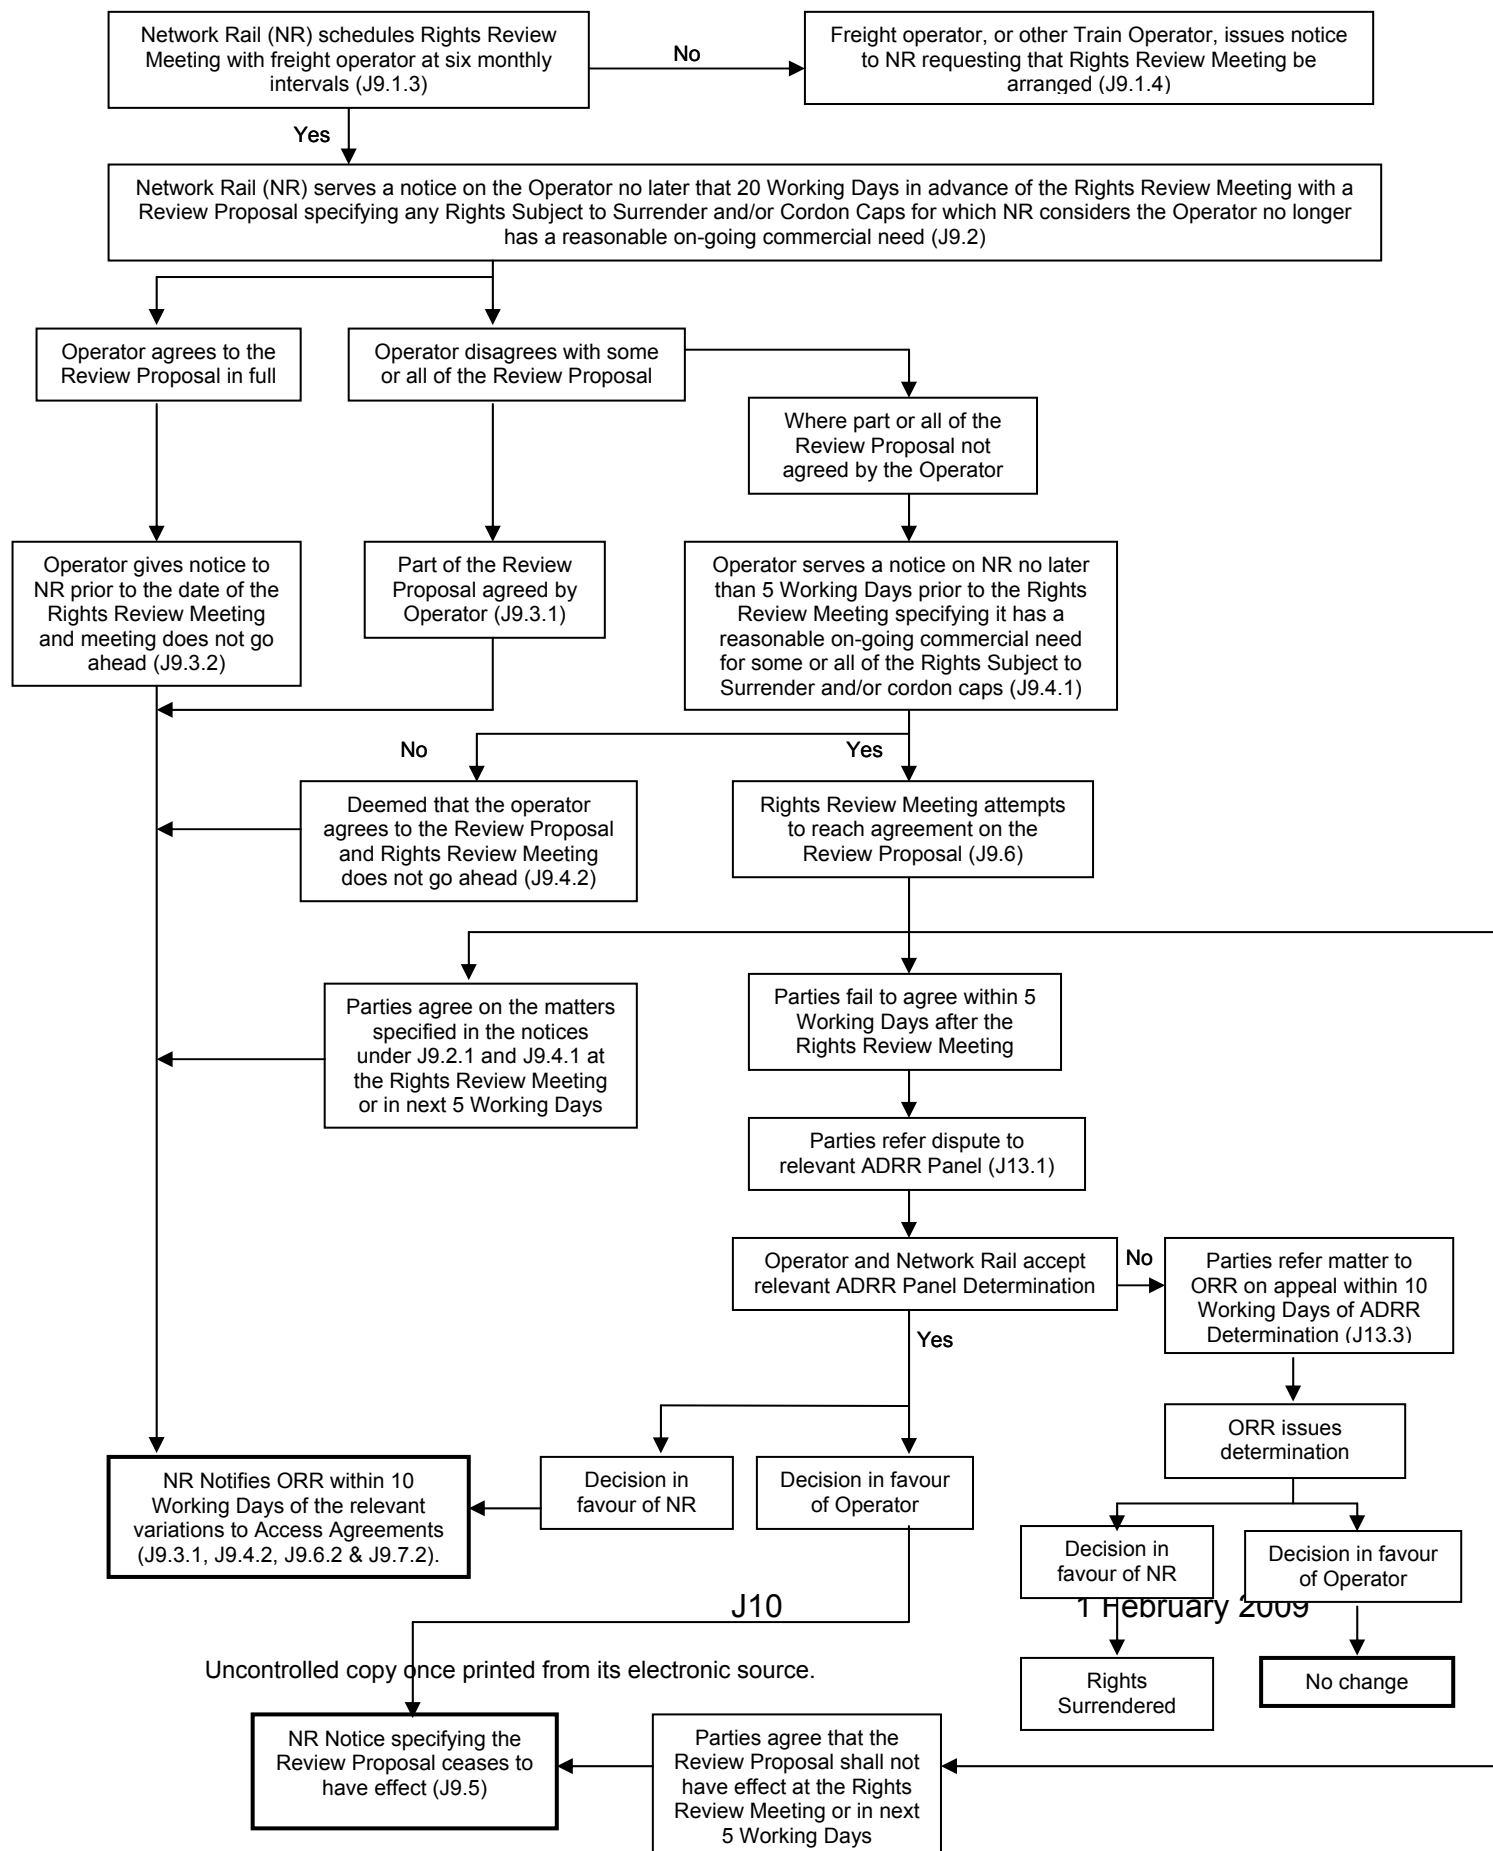 Network Rail (NR) schedules Rights Review
Meeting with freight operator at six monthly
intervals (J9.1.3)
No
Freight operator, or other Train Operator, issues notice
to NR requesting that Rights Review Meeting be
arranged (J9.1.4)
Yes
Network Rail (NR) serves a notice on the Operator no later that 20 Working Days in advance of the Rights Review Meeting with a
Review Proposal specifying any Rights Subject to Surrender and/or Cordon Caps for which NR considers the Operator no longer
has a reasonable on-going commercial need (J9.2)
Operator agrees to the
Review Proposal in full
Operator disagrees with some
or all of the Review Proposal
Where part or all of the
Review Proposal not
agreed by the Operator
Operator gives notice to
NR prior to the date of the
Rights Review Meeting
and meeting does not go
ahead (J9.3.2)
Part of the Review
Proposal agreed by
Operator (J9.3.1)
Operator serves a notice on NR no later
than 5 Working Days prior to the Rights
Review Meeting specifying it has a
reasonable on-going commercial need
for some or all of the Rights Subject to
Surrender and/or cordon caps (J9.4.1)
No
Yes
Deemed that the operator
agrees to the Review Proposal
and Rights Review Meeting
does not go ahead (J9.4.2)
Rights Review Meeting attempts
to reach agreement on the
Review Proposal (J9.6)
Parties agree on the matters
specified in the notices
under J9.2.1 and J9.4.1 at
the Rights Review Meeting
or in next 5 Working Days
Parties fail to agree within 5
Working Days after the
Rights Review Meeting
Parties refer dispute to
relevant ADRR Panel (J13.1)
Operator and Network Rail accept
relevant ADRR Panel Determination
No
Parties refer matter to
ORR on appeal within 10
Working Days of ADRR
Determination (J13.3)
Yes
ORR issues
determination
NR Notifies ORR within 10
Working Days of the relevant
variations to Access Agreements
(J9.3.1, J9.4.2, J9.6.2 & J9.7.2).
Decision in
favour of NR
Decision in favour
of Operator
Decision in
favour of NR
Decision in favour
of Operator
J10
1 February 2009
Uncontrolled copy once printed from its electronic source.
Rights
Surrendered
No change
NR Notice specifying the
Review Proposal ceases to
have effect (J9.5)
Parties agree that the
Review Proposal shall not
have effect at the Rights
Review Meeting or in next
5 Working Days